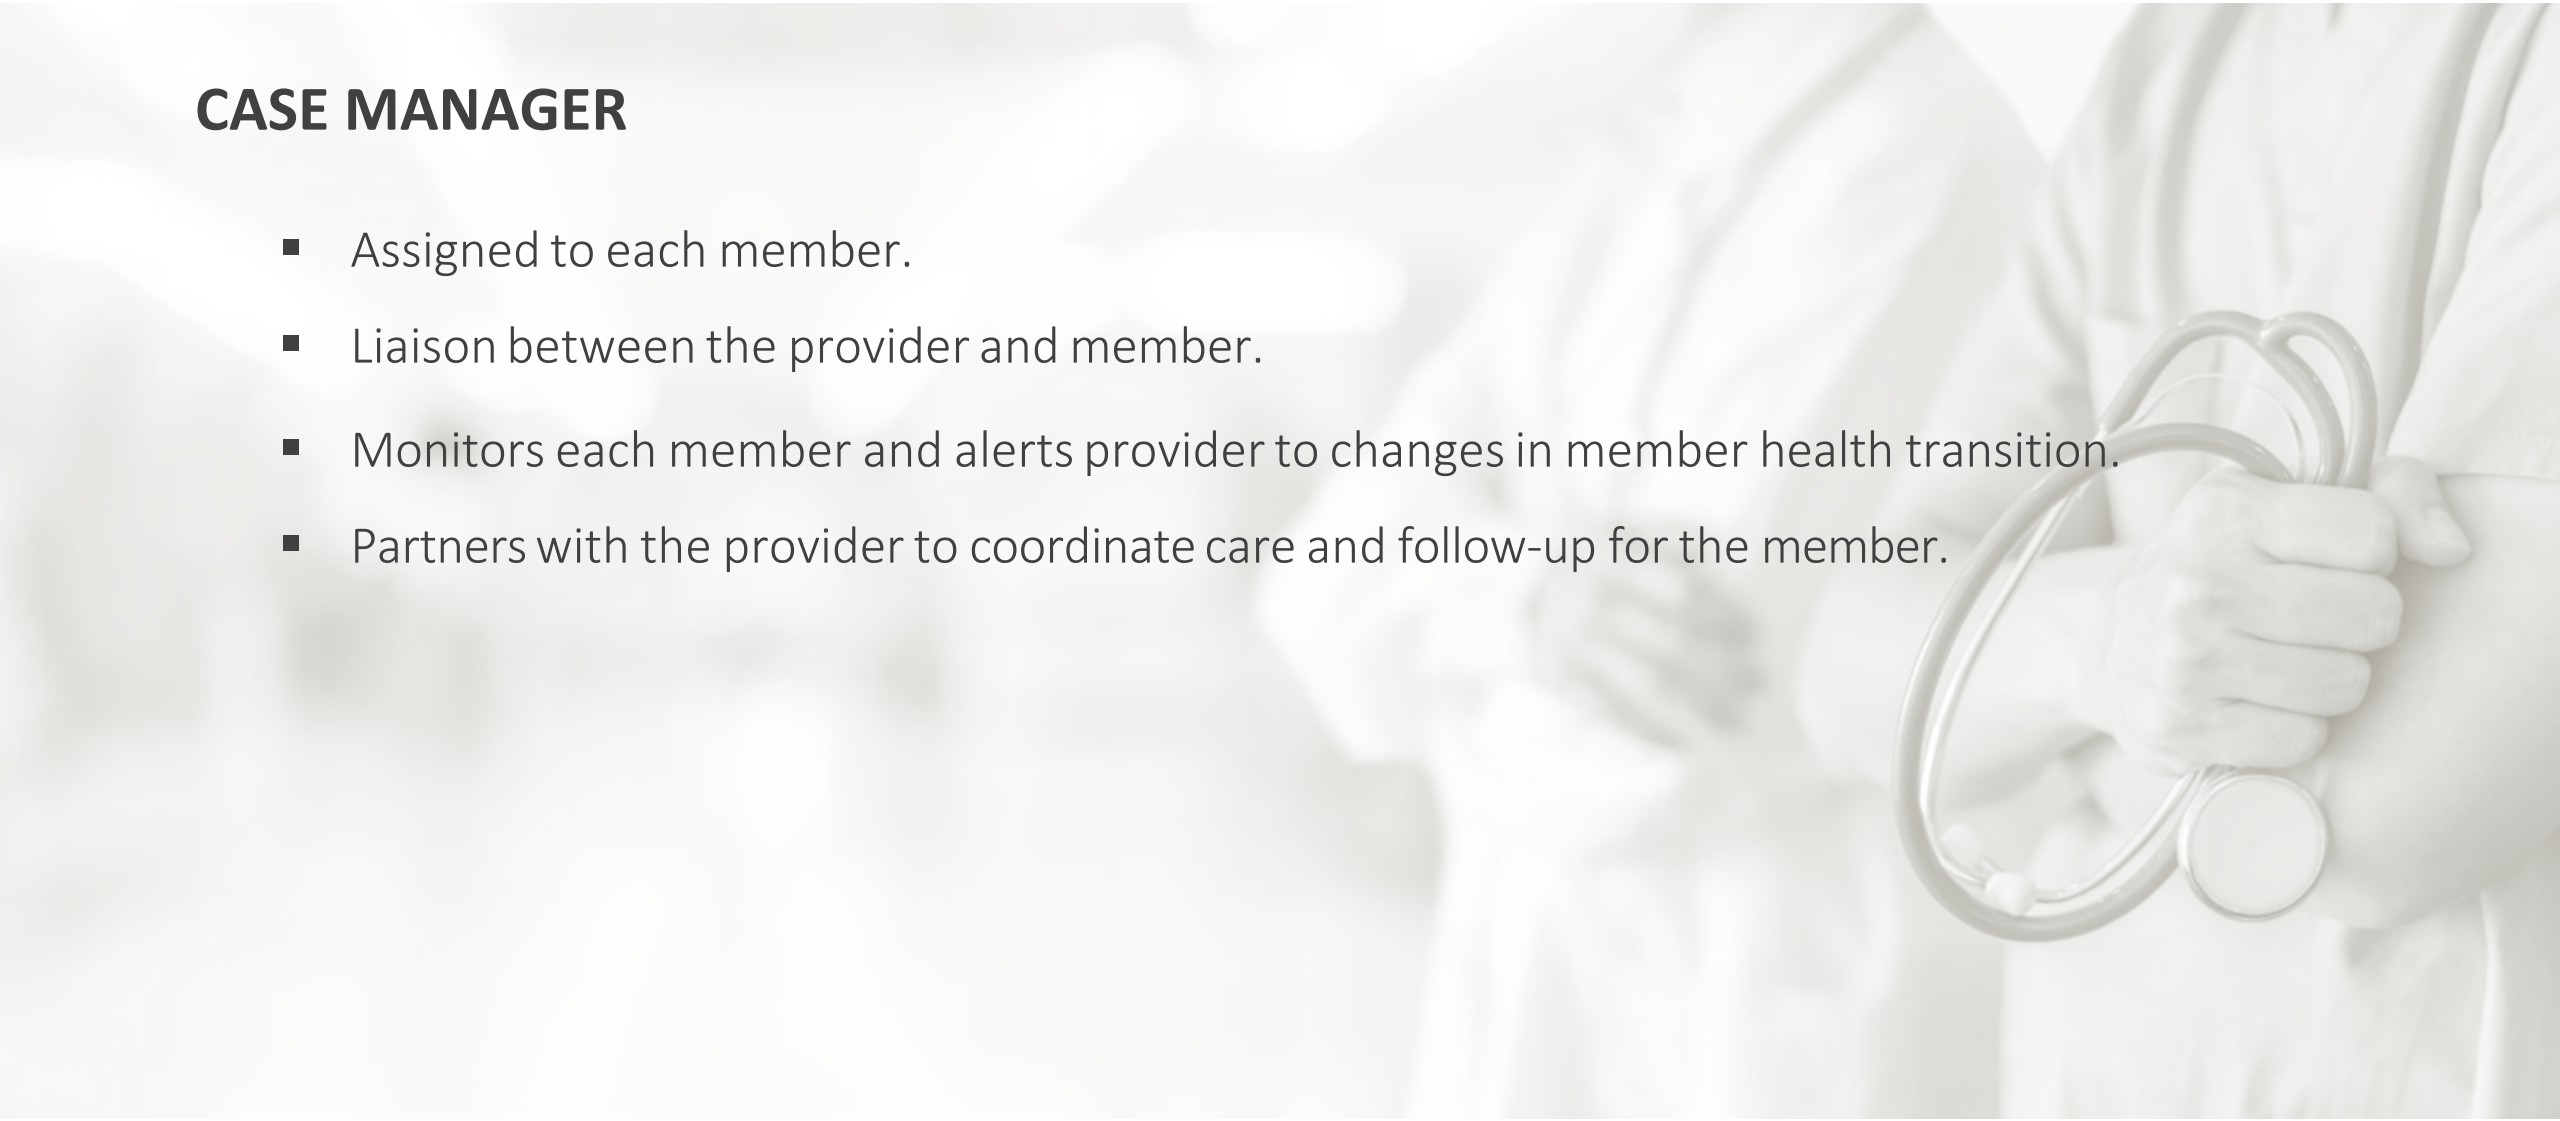 CASE MANAGER
▪ Assigned to each member.
▪ Liaison between the provider and member.
▪ Monitors each member and alerts provider to changes in member health transition.
▪ Partners with the provider to coordinate care and follow-up for the member.